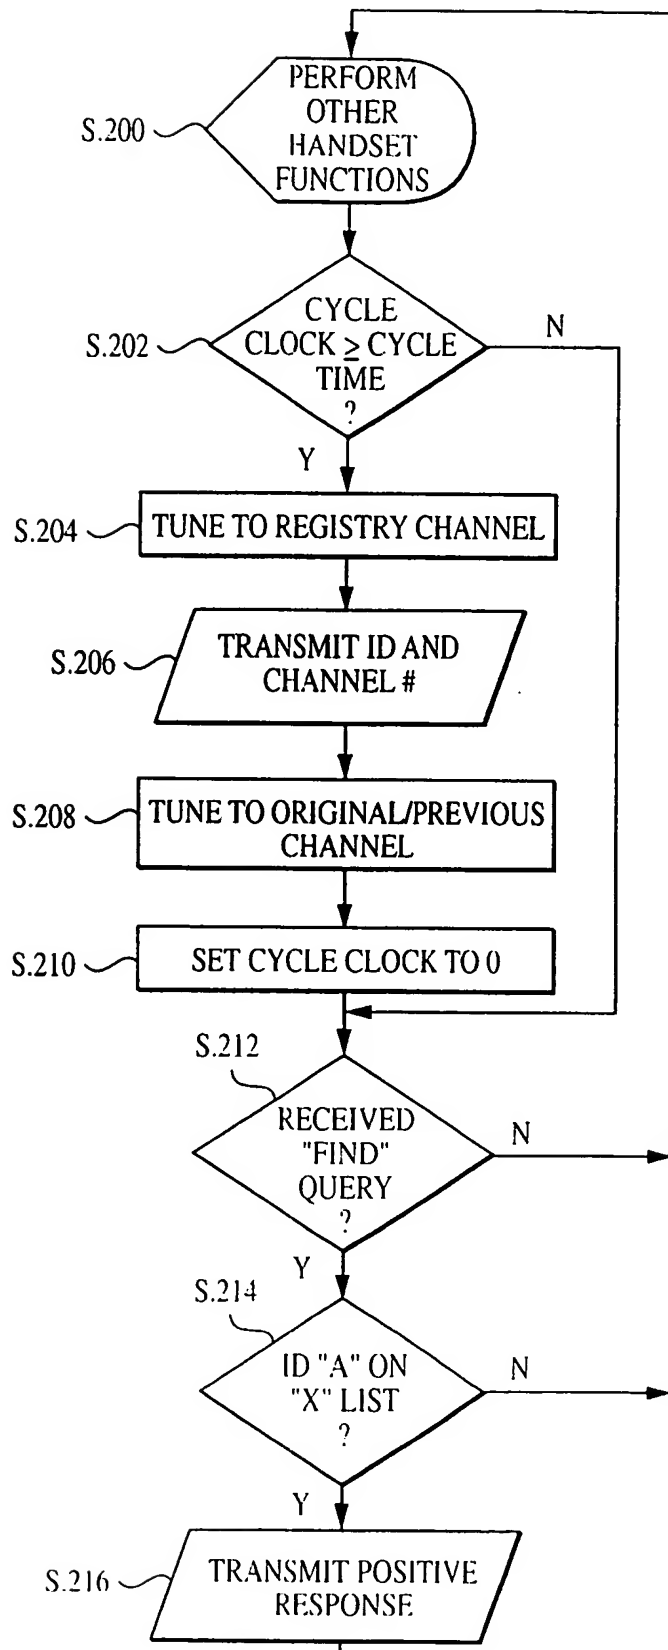 PERFORM
OTHER
HANDSET
FUNCTIONS
S.200
CYCLE
CLOCK ≥ CYCLE
TIME
?
S.202
N
Y
S.204
TUNE TO REGISTRY CHANNEL
S.206
TRANSMIT ID AND
CHANNEL #
S.208
TUNE TO ORIGINAL/PREVIOUS
CHANNEL
S.210
SET CYCLE CLOCK TO 0
S.212
RECEIVED
"FIND"
QUERY
?
N
Y
S.214
ID "A" ON
"X" LIST
?
N
Y
S.216
TRANSMIT POSITIVE
RESPONSE